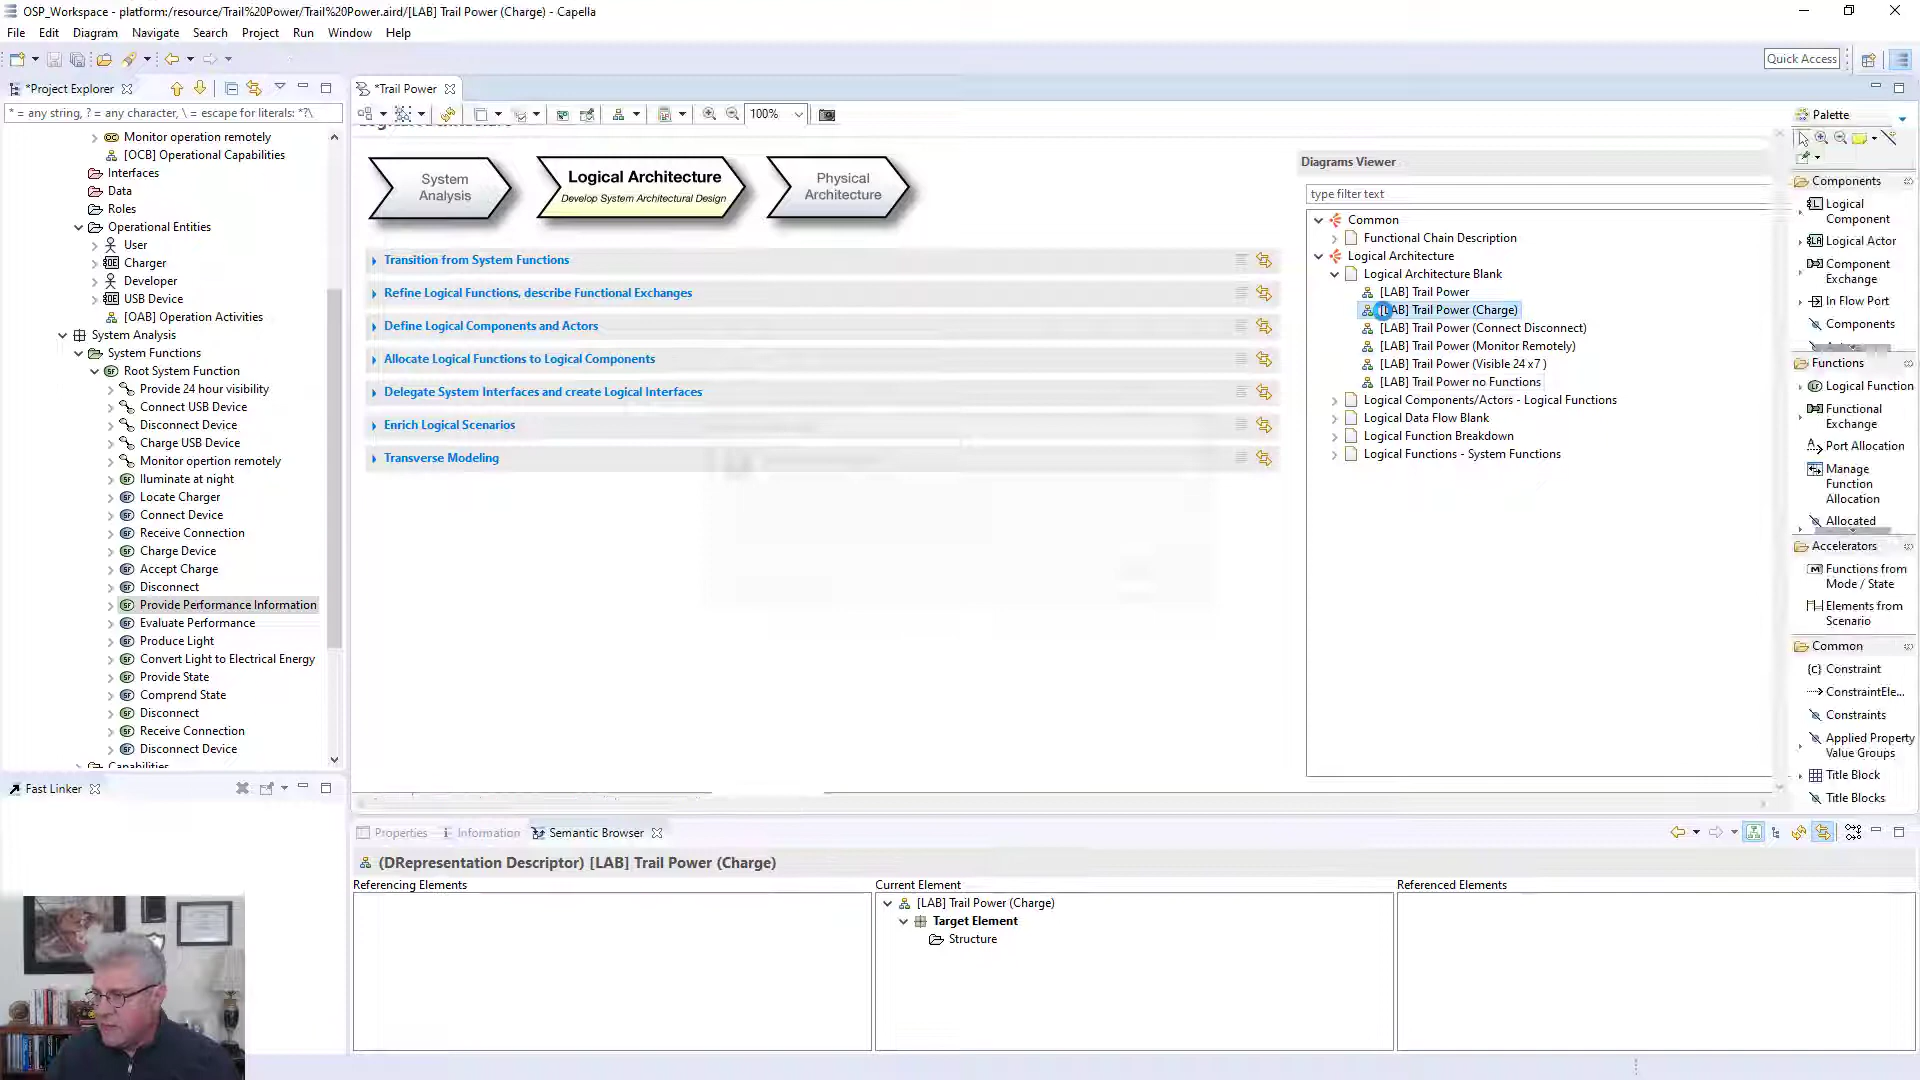 OSP_Workspace - platform:/resource/Trail%20Power/Trail%20Power.aird/[LAB] Trail Power (Charge) - Capella
File Edit Diagram Navigate Search Project Run Window Help
Quick Access
*Project Explorer
* = any string, ? = any character, \ = escape for literals: *?\
Monitor operation remotely
[OCB] Operational Capabilities
Interfaces
Data
Roles
Operational Entities
User
Charger
Developer
USB Device
[OAB] Operation Activities
System Analysis
System Functions
Root System Function
Provide 24 hour visibility
Connect USB Device
Disconnect Device
Charge USB Device
Monitor opertion remotely
Iluminate at night
Locate Charger
Connect Device
Receive Connection
Charge Device
Accept Charge
Disconnect
Provide Performance Information
Evaluate Performance
Produce Light
Convert Light to Electrical Energy
Provide State
Comprend State
Disconnect
Receive Connection
Disconnect Device
Capabilities
Fast Linker
*Trail Power
100%
System Analysis
Logical Architecture
Develop System Architectural Design
Physical Architecture
Transition from System Functions
Refine Logical Functions, describe Functional Exchanges
Define Logical Components and Actors
Allocate Logical Functions to Logical Components
Delegate System Interfaces and create Logical Interfaces
Enrich Logical Scenarios
Transverse Modeling
Diagrams Viewer
type filter text
Common
Functional Chain Description
Logical Architecture
Logical Architecture Blank
[LAB] Trail Power
[LAB] Trail Power (Charge)
[LAB] Trail Power (Connect Disconnect)
[LAB] Trail Power (Monitor Remotely)
[LAB] Trail Power (Visible 24 x7 )
[LAB] Trail Power no Functions
Logical Components/Actors - Logical Functions
Logical Data Flow Blank
Logical Function Breakdown
Logical Functions - System Functions
Palette
Components
Logical Component
Logical Actor
Component Exchange
In Flow Port
Components
Functions
Logical Function
Functional Exchange
Port Allocation
Manage Function Allocation
Allocated
Accelerators
Functions from Mode / State
Elements from Scenario
Common
Constraint
ConstraintEle...
Constraints
Applied Property Value Groups
Title Block
Title Blocks
Properties
Information
Semantic Browser
(DRepresentation Descriptor) [LAB] Trail Power (Charge)
Referencing Elements
Current Element
Referenced Elements
[LAB] Trail Power (Charge)
Target Element
Structure